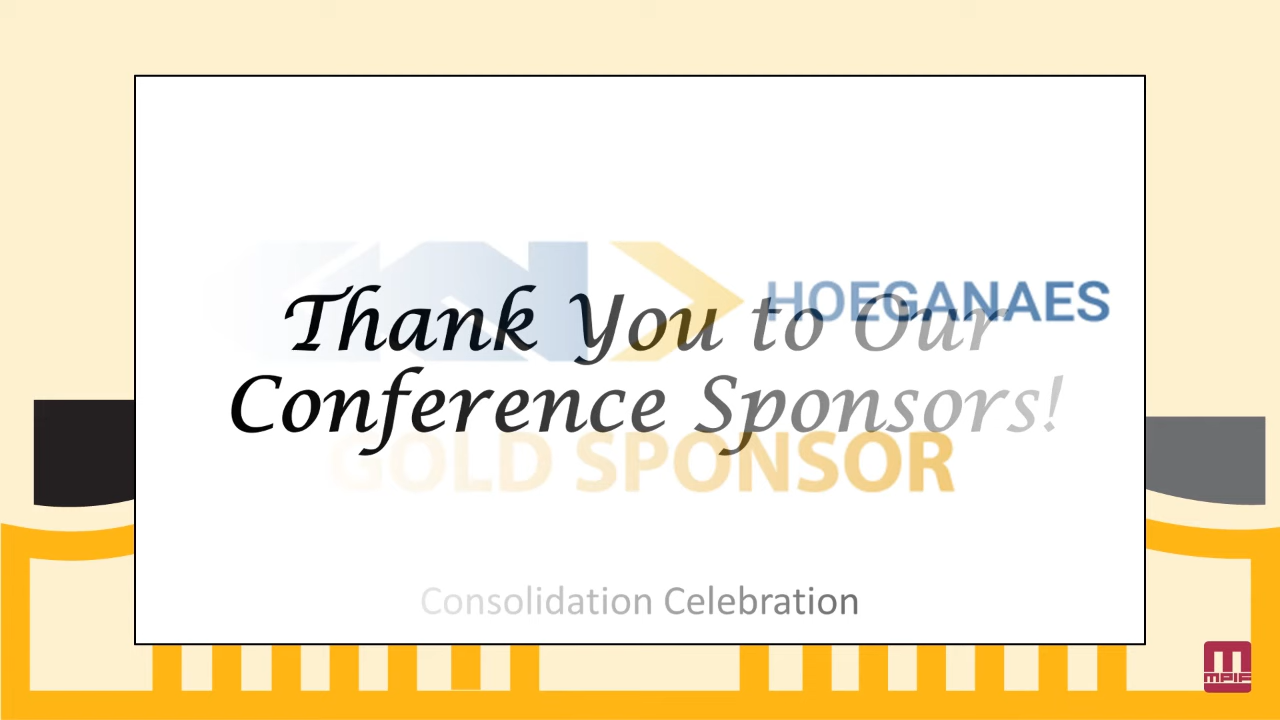 HOEGANAES
Thank You to Our
Conference Sponsors!
GOLD SPONSOR
Consolidation Celebration
MPIF